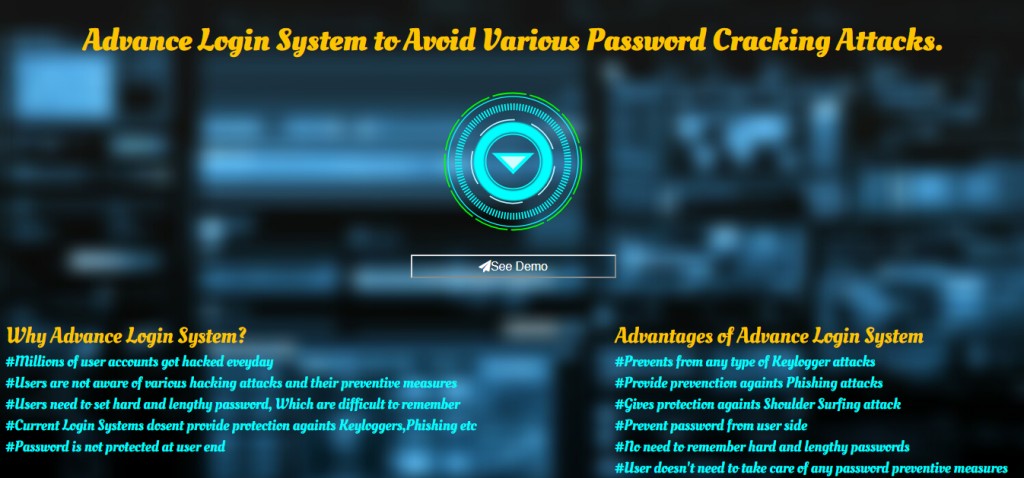 Advance Login System to Avoid Various Password Cracking Attacks.
See Demo
Why Advance Login System?
#Millions of user accounts got hacked eveyday
#Users are not aware of various hacking attacks and their preventive measures
#Users need to set hard and lengthy password, Which are difficult to remember
#Current Login Systems dosent provide protection againts Keyloggers,Phishing etc
#Password is not protected at user end
Advantages of Advance Login System
#Prevents from any type of Keylogger attacks
#Provide prevenction againts Phishing attacks
#Gives protection againts Shoulder Surfing attack
#Prevent password from user side
#No need to remember hard and lengthy passwords
#User doesn't need to take care of any password preventive measures